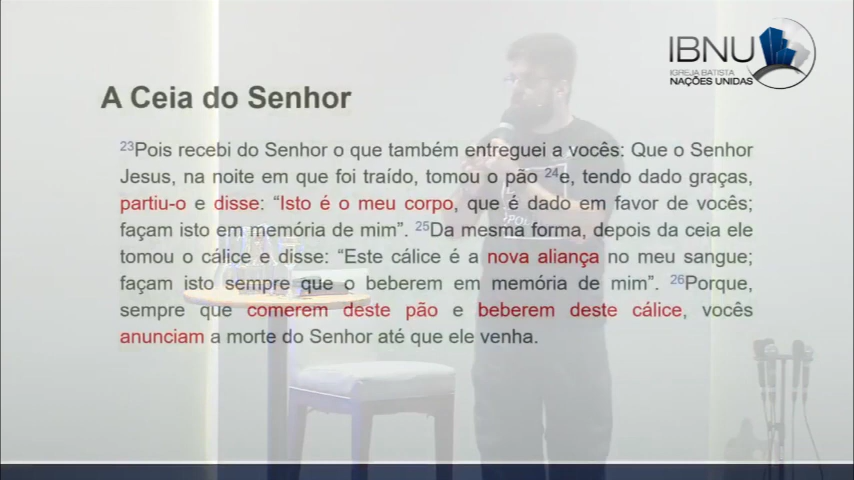 IBNU
IGREJA BATISTA
NAÇÕES UNIDAS
A Ceia do Senhor
23Pois recebi do Senhor o que também entreguei a vocês: Que o Senhor
Jesus, na noite em que foi traído, tomou o pão 24e, tendo dado graças,
partiu-o e disse: “Isto é o meu corpo, que é dado em favor de vocês;
façam isto em memória de mim”. 25Da mesma forma, depois da ceia ele
tomou o cálice e disse: “Este cálice é a nova aliança no meu sangue;
façam isto sempre que o beberem em memória de mim”. 26Porque,
sempre que comerem deste pão e beberem deste cálice, vocês
anunciam a morte do Senhor até que ele venha.